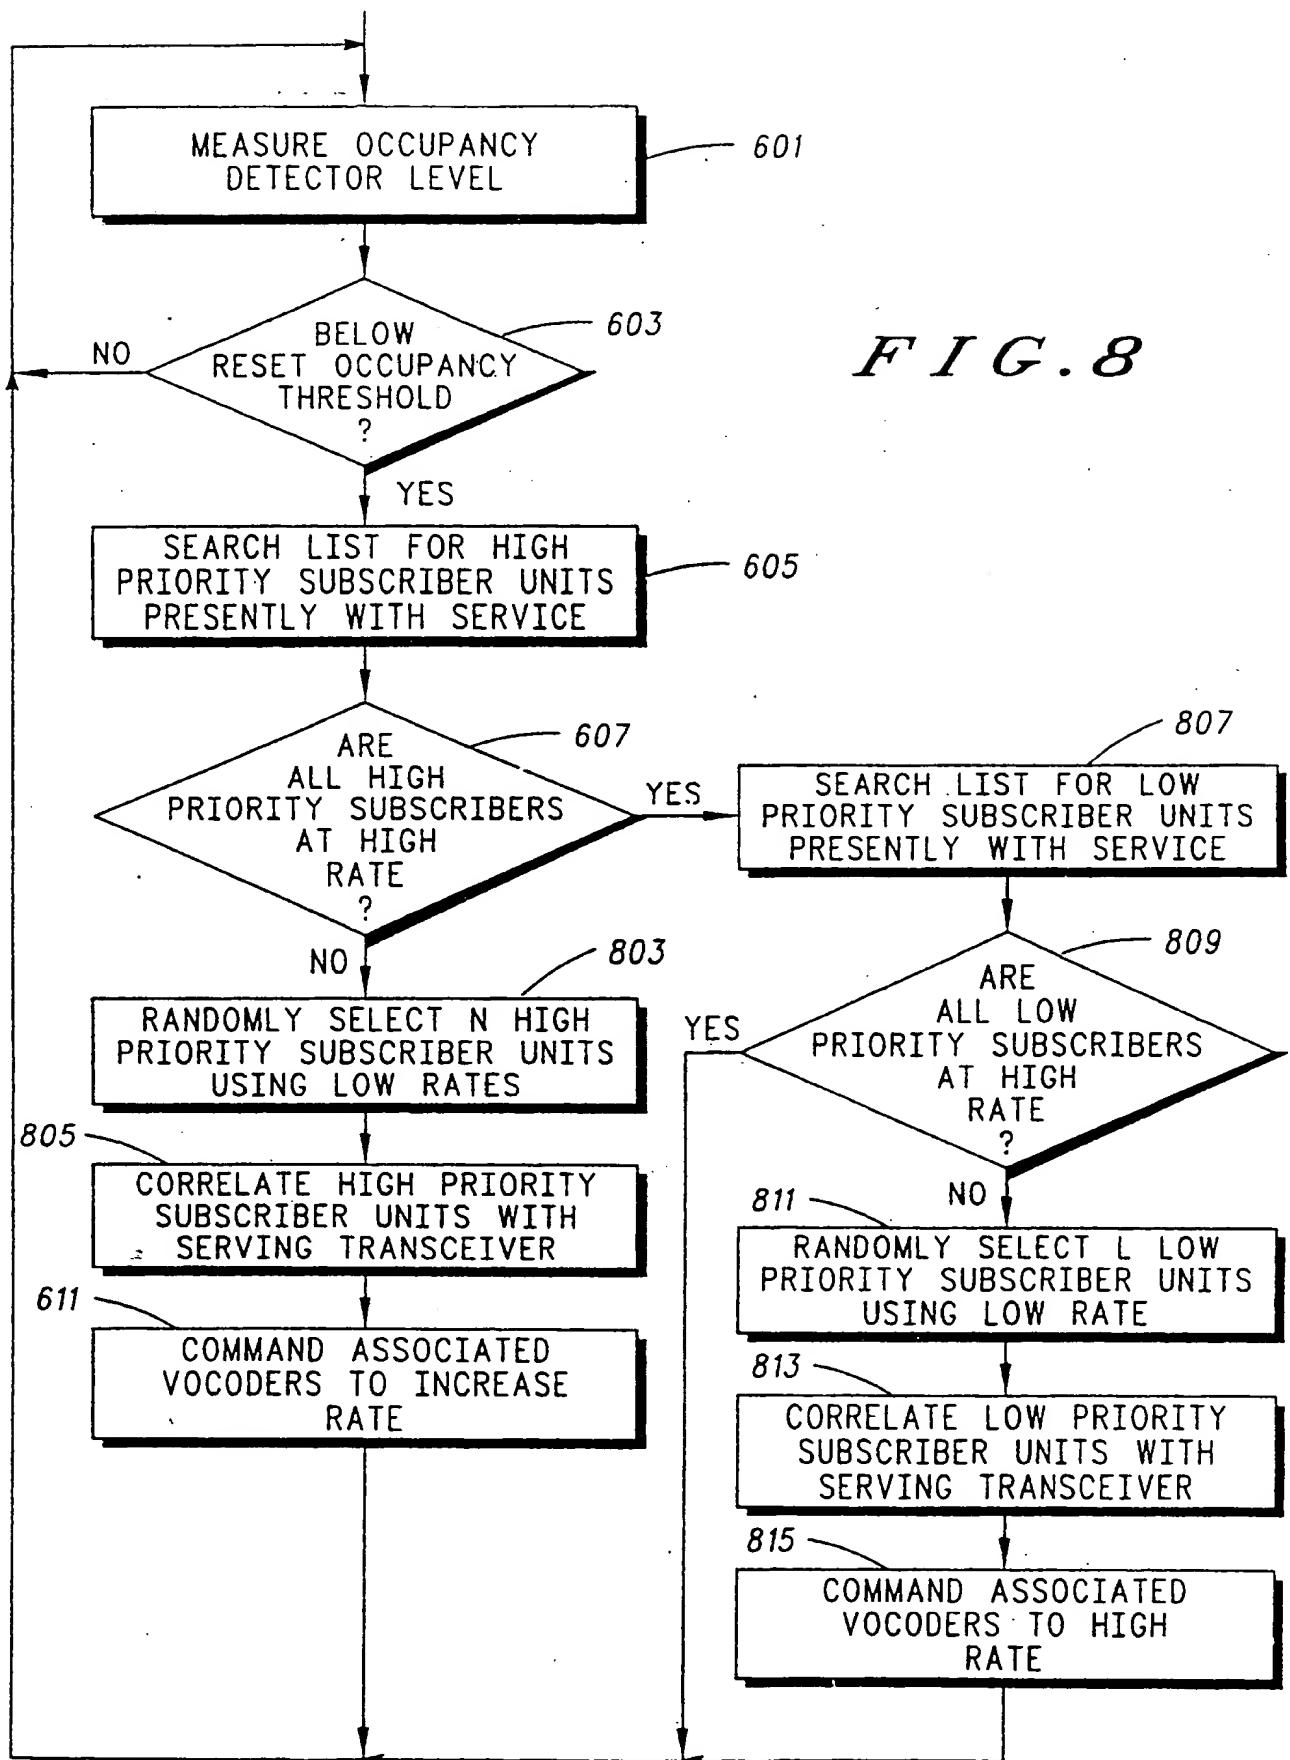 MEASURE OCCUPANCY
DETECTOR LEVEL
601
FIG.8
BELOW
RESET OCCUPANCY
THRESHOLD
?
603
NO
YES
SEARCH LIST FOR HIGH
PRIORITY SUBSCRIBER UNITS
PRESENTLY WITH SERVICE
605
ARE
ALL HIGH
PRIORITY SUBSCRIBERS
AT HIGH
RATE
?
607
YES
NO
RANDOMLY SELECT N HIGH
PRIORITY SUBSCRIBER UNITS
USING LOW RATES
803
805
CORRELATE HIGH PRIORITY
SUBSCRIBER UNITS WITH
SERVING TRANSCEIVER
611
COMMAND ASSOCIATED
VOCODERS TO INCREASE
RATE
807
SEARCH LIST FOR LOW
PRIORITY SUBSCRIBER UNITS
PRESENTLY WITH SERVICE
809
ARE
ALL LOW
PRIORITY SUBSCRIBERS
AT HIGH
RATE
?
YES
NO
811
RANDOMLY SELECT L LOW
PRIORITY SUBSCRIBER UNITS
USING LOW RATE
813
CORRELATE LOW PRIORITY
SUBSCRIBER UNITS WITH
SERVING TRANSCEIVER
815
COMMAND ASSOCIATED
VOCODERS TO HIGH
RATE